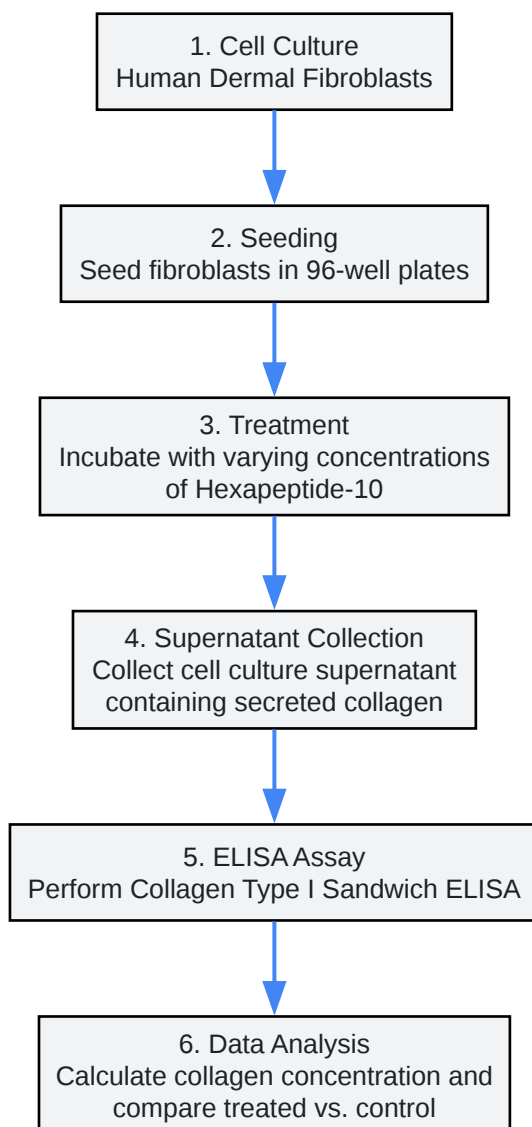 1. Cell Culture
Human Dermal Fibroblasts
2. Seeding
Seed fibroblasts in 96-well plates
3. Treatment
Incubate with varying concentrations
of Hexapeptide-10
4. Supernatant Collection
Collect cell culture supernatant
containing secreted collagen
5. ELISA Assay
Perform Collagen Type I Sandwich ELISA
6. Data Analysis
Calculate collagen concentration and
compare treated vs. control